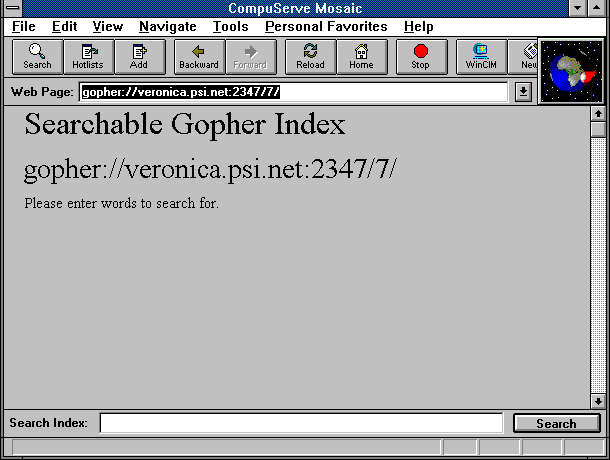 CompuServe Mosaic
File Edit View Navigate Tools Personal Favorites Help
Search Hotlists Add Backward Forward Reload Home Stop WinCIM
Web Page: gopher://veronica.psi.net:2347/7/
Searchable Gopher Index
gopher://veronica.psi.net:2347/7/
Please enter words to search for.
Search Index: Search